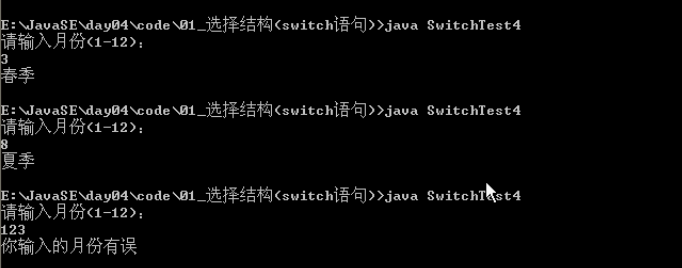 E:\JavaSE\day04\code\01_选择结构(switch语句)>java SwitchTest4
请输入月份(1-12):
3
春季
E:\JavaSE\day04\code\01_选择结构(switch语句)>java SwitchTest4
请输入月份(1-12):
8
夏季
E:\JavaSE\day04\code\01_选择结构(switch语句)>java SwitchTest4
请输入月份(1-12):
123
你输入的月份有误